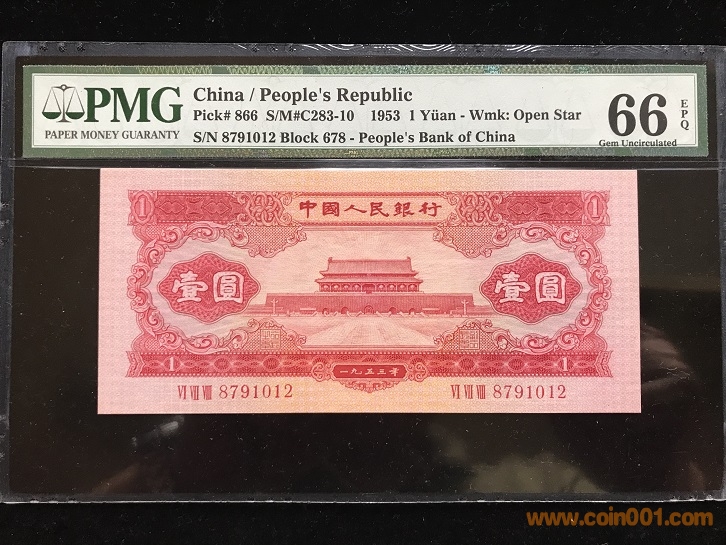 PMG
PAPER MONEY GUARANTY
China / People's Republic
Pick# 866 S/M#C283-10 1953 1 Yüan - Wmk: Open Star
S/N 8791012 Block 678 - People's Bank of China
66 EPQ
Gem Uncirculated
中國人民銀行
1 1
壹圓 壹圓
1 1
一九五三年
VI VII VIII 8791012 VI VII VIII 8791012
www.coin001.com